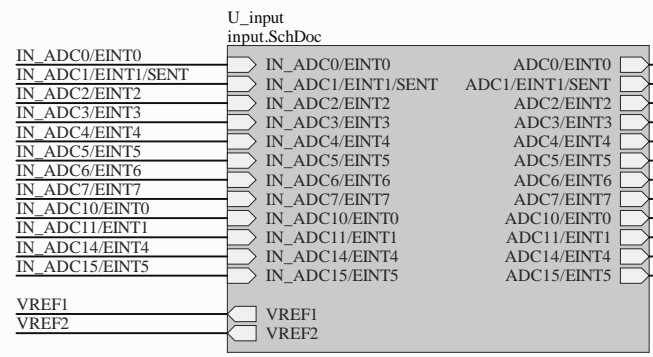 U_input
input.SchDoc
IN_ADC0/EINT0 IN_ADC0/EINT0 ADC0/EINT0
IN_ADC1/EINT1/SENT IN_ADC1/EINT1/SENT ADC1/EINT1/SENT
IN_ADC2/EINT2 IN_ADC2/EINT2 ADC2/EINT2
IN_ADC3/EINT3 IN_ADC3/EINT3 ADC3/EINT3
IN_ADC4/EINT4 IN_ADC4/EINT4 ADC4/EINT4
IN_ADC5/EINT5 IN_ADC5/EINT5 ADC5/EINT5
IN_ADC6/EINT6 IN_ADC6/EINT6 ADC6/EINT6
IN_ADC7/EINT7 IN_ADC7/EINT7 ADC7/EINT7
IN_ADC10/EINT0 IN_ADC10/EINT0 ADC10/EINT0
IN_ADC11/EINT1 IN_ADC11/EINT1 ADC11/EINT1
IN_ADC14/EINT4 IN_ADC14/EINT4 ADC14/EINT4
IN_ADC15/EINT5 IN_ADC15/EINT5 ADC15/EINT5
VREF1 VREF1
VREF2 VREF2